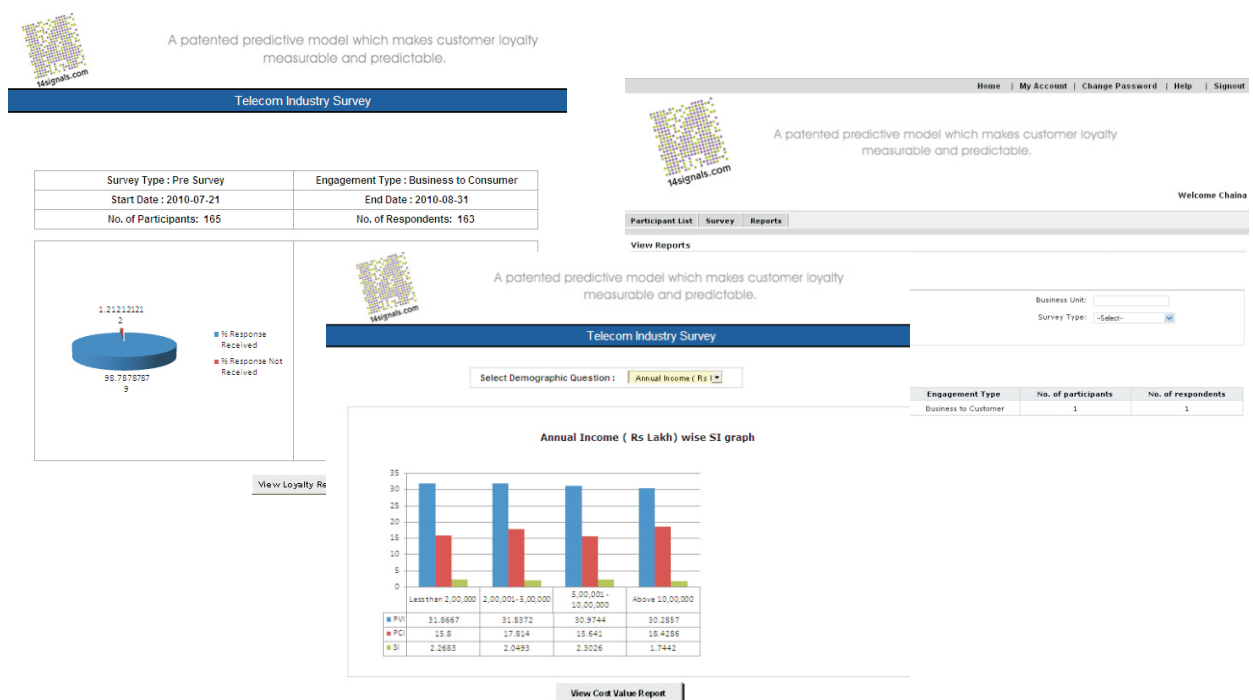 A patented predictive model which makes customer loyalty
measurable and predictable.
14signals.com
Telecom Industry Survey
Survey Type : Pre Survey
Engagement Type : Business to Consumer
Start Date : 2010-07-21
End Date : 2010-08-31
No. of Participants: 165
No. of Respondents: 163
1.21212121
2
98.7878787
9
% Response
Received
% Response Not
Received
View Loyalty Re
Home | My Account | Change Password | Help | Signout
A patented predictive model which makes customer loyalty
measurable and predictable.
14signals.com
Welcome Chaina
Participant List Survey Reports
View Reports
Business Unit:
Survey Type: --Select--
Engagement Type No. of participants No. of respondents
Business to Customer 1 1
A patented predictive model which makes customer loyalty
measurable and predictable.
14signals.com
Telecom Industry Survey
Select Demographic Question : Annual Income ( Rs l
Annual Income ( Rs Lakh) wise SI graph
35
30
25
20
15
10
5
0
Less than 2,00,000 2,00,001-5,00,000 5,00,001- Above 10,00,000
10,00,000
PVI 31.8667 31.8372 30.9744 30.2857
PCI 15.8 17.814 15.641 18.4286
SI 2.2683 2.0493 2.3026 1.7442
View Cost Value Report